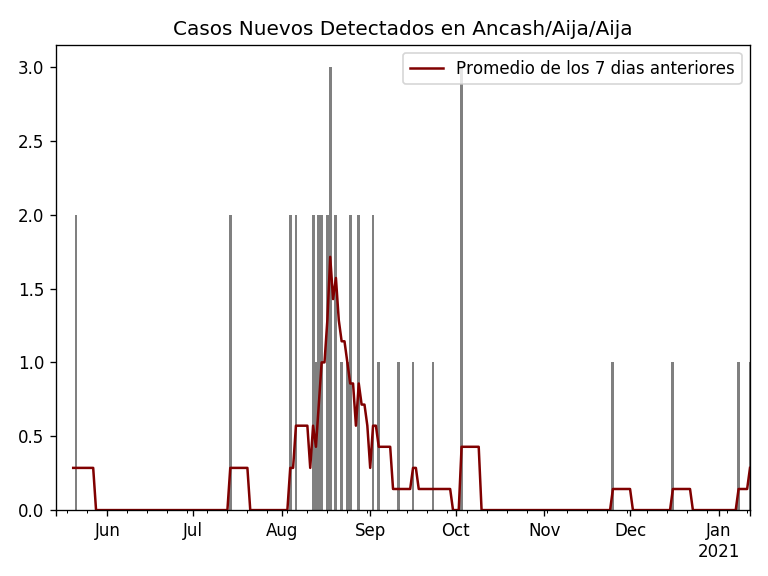 Casos Nuevos Detectados en Ancash/Aija/Aija
Promedio de los 7 dias anteriores
3.0
2.5
2.0
1.5
1.0
0.5
0.0
Jun Jul Aug Sep Oct Nov Dec Jan
2021